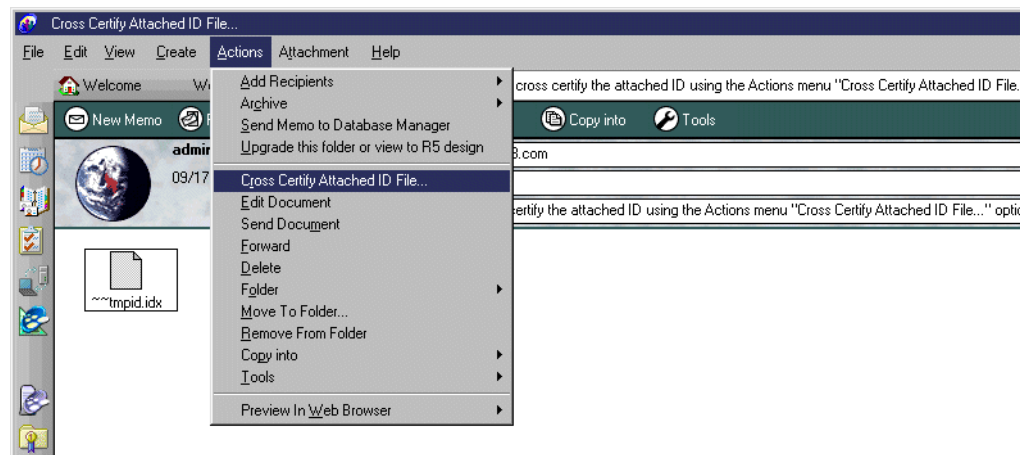 Cross Certify Attached ID File...
File Edit View Create Actions Attachment Help
Welcome
cross certify the attached ID using the Actions menu "Cross Certify Attached ID File.
New Memo
Copy into
Tools
admin
8.com
09/17
certify the attached ID using the Actions menu "Cross Certify Attached ID File..." optio
~~tmpid.idx
Add Recipients
Archive
Send Memo to Database Manager
Upgrade this folder or view to R5 design
Cross Certify Attached ID File...
Edit Document
Send Document
Forward
Delete
Folder
Move To Folder...
Remove From Folder
Copy into
Tools
Preview In Web Browser